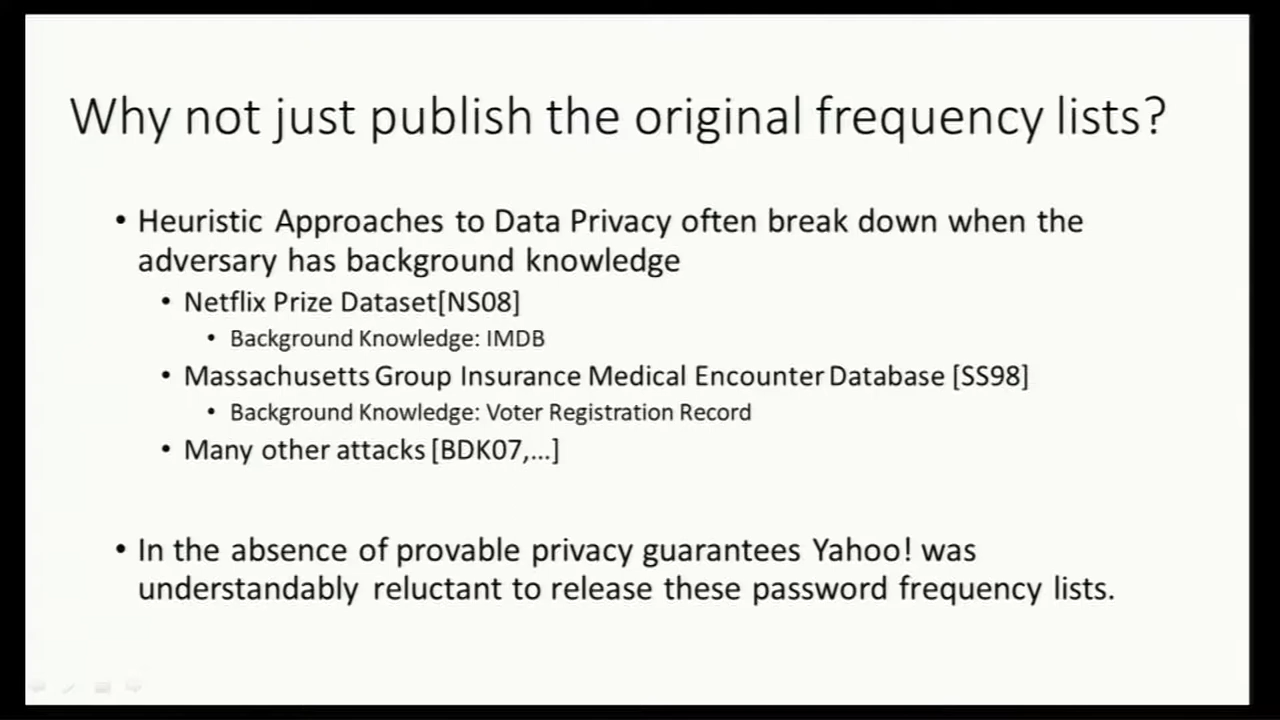 Why not just publish the original frequency lists?
• Heuristic Approaches to Data Privacy often break down when the
adversary has background knowledge
• Netflix Prize Dataset[NS08]
• Background Knowledge: IMDB
• Massachusetts Group Insurance Medical Encounter Database [SS98]
• Background Knowledge: Voter Registration Record
• Many other attacks [BDK07,...]
• In the absence of provable privacy guarantees Yahoo! was
understandably reluctant to release these password frequency lists.